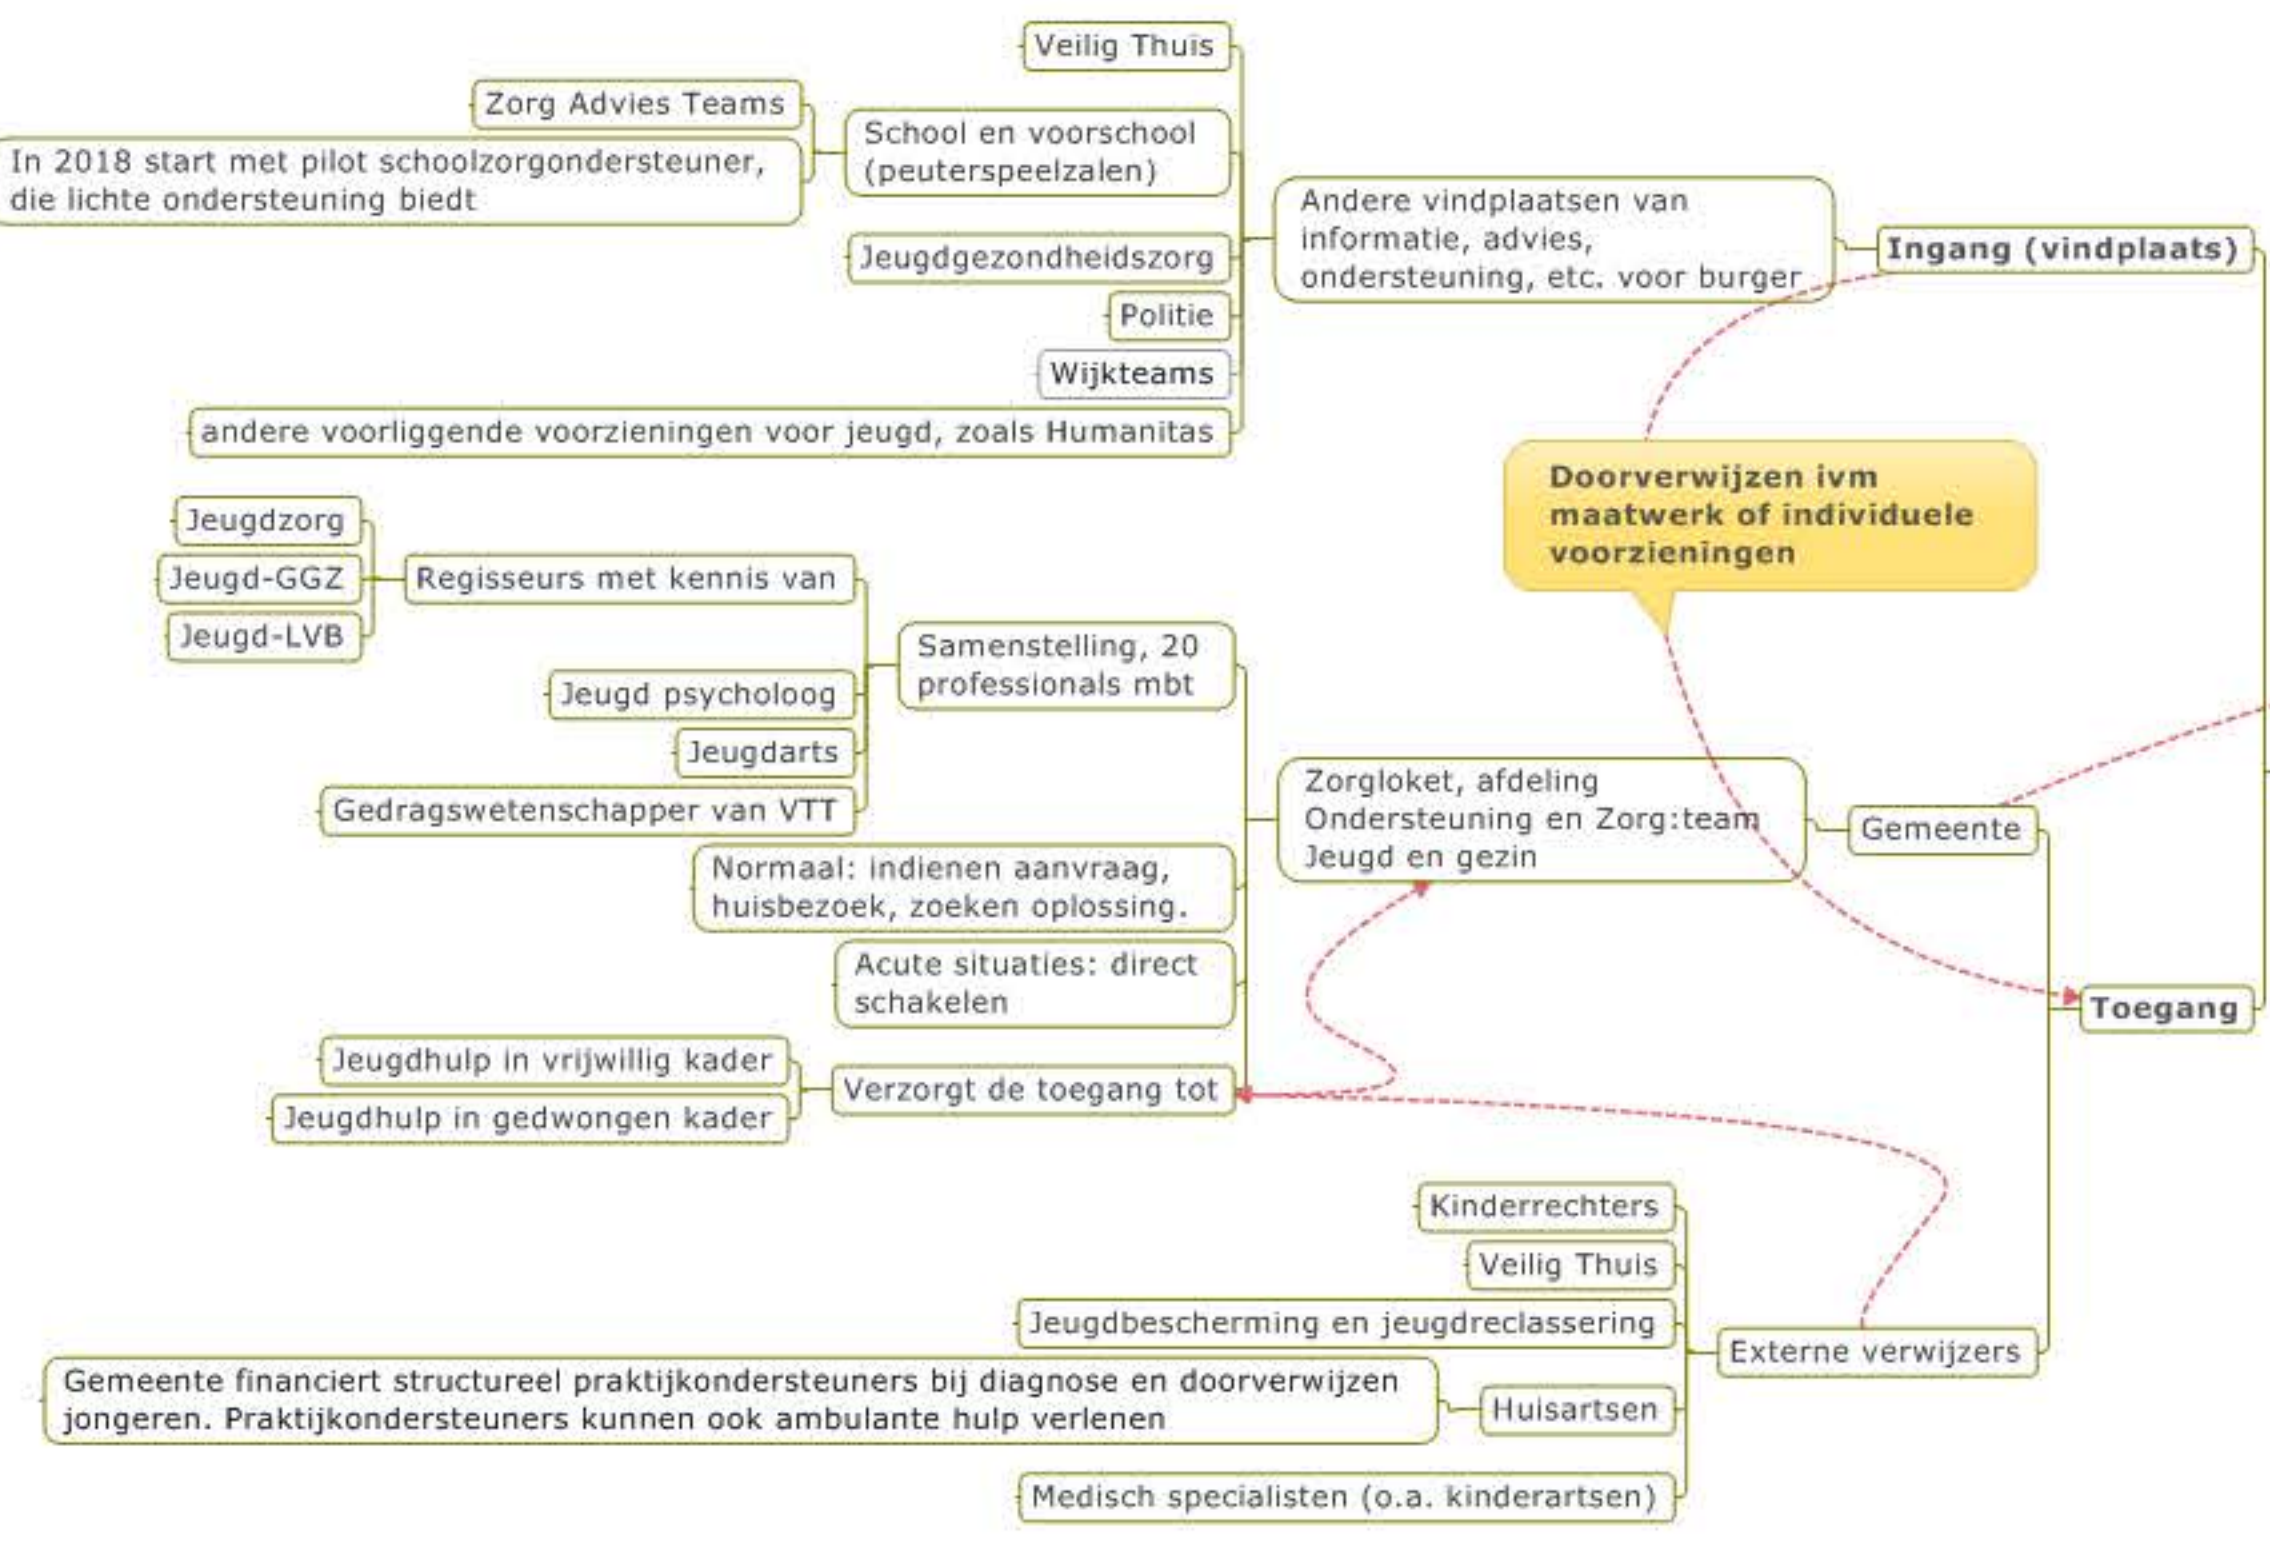 Veilig Thuis
Zorg Advies Teams
School en voorschool
(peuterspeelzalen)
In 2018 start met pilot schoolzorgondersteuner,
die lichte ondersteuning biedt
Andere vindplaatsen van
informatie, advies,
ondersteuning, etc. voor burger
Ingang (vindplaats)
Jeugdgezondheidszorg
Politie
Wijkteams
andere voorliggende voorzieningen voor jeugd, zoals Humanitas
Doorverwijzen ivm
maatwerk of individuele
voorzieningen
Jeugdzorg
Jeugd-GGZ
Regisseurs met kennis van
Jeugd-LVB
Samenstelling, 20
professionals mbt
Jeugd psycholoog
Jeugdarts
Gedragswetenschapper van VTT
Zorgloket, afdeling
Ondersteuning en Zorg:team
Jeugd en gezin
Gemeente
Normaal: indienen aanvraag,
huisbezoek, zoeken oplossing.
Acute situaties: direct
schakelen
Toegang
Jeugdhulp in vrijwillig kader
Verzorgt de toegang tot
Jeugdhulp in gedwongen kader
Kinderrechters
Veilig Thuis
Jeugdbescherming en jeugdreclassering
Externe verwijzers
Gemeente financiert structureel praktijkondersteuners bij diagnose en doorverwijzen
jongeren. Praktijkondersteuners kunnen ook ambulante hulp verlenen
Huisartsen
Medisch specialisten (o.a. kinderartsen)